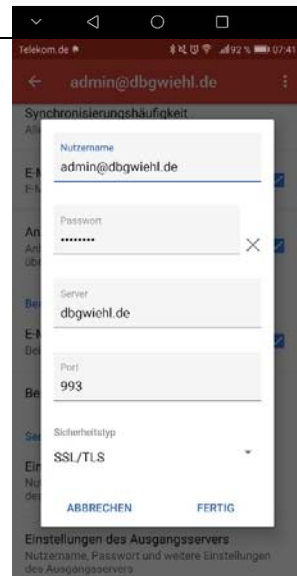 Telekom.de 92 % 07:41
admin@dbgwiehl.de
Synchronisierungshäufigkeit
Nutzername
admin@dbgwiehl.de
Passwort
••••••••
Server
dbgwiehl.de
Port
993
Sicherheitstyp
SSL/TLS
ABBRECHEN FERTIG
Einstellungen des Ausgangsservers
Nutzername, Passwort und weitere Einstellungen
des Ausgangsservers